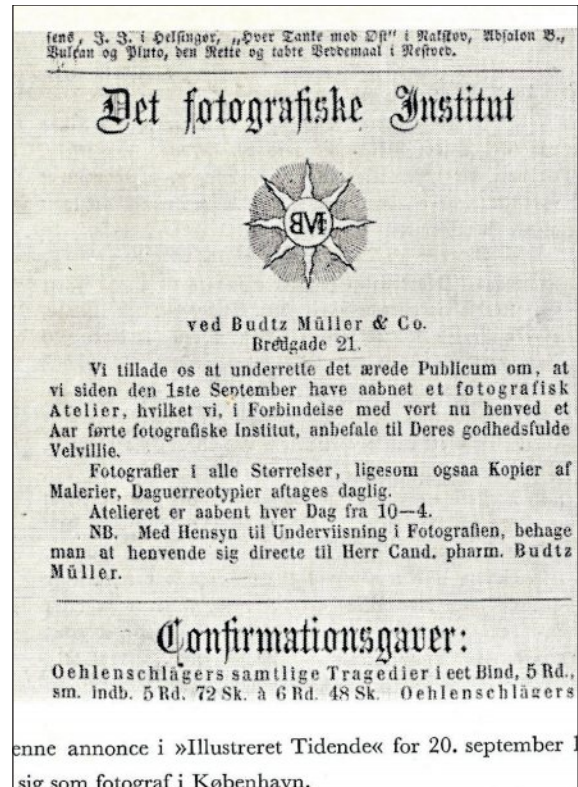 sens, J. J. i Helsingør, „Hver Tanke mod Øst“ i Nakskov, Absalon B.,
Vulcan og Pluto, den Rette og tabte Veddemaal i Nestved.
Det fotografiske Institut
BM
ved Budtz Müller & Co.
Bredgade 21.
Vi tillade os at underrette det ærede Publicum om, at
vi siden den 1ste September have aabnet et fotografisk
Atelier, hvilket vi, i Forbindelse med vort nu henved et
Aar førte fotografiske Institut, anbefale til Deres godhedsfulde
Velvillie.
Fotografier i alle Størrelser, ligesom ogsaa Kopier af
Malerier, Daguerreotypier aftages daglig.
Atelieret er aabent hver Dag fra 10—4.
NB. Med Hensyn til Underviisning i Fotografien, behage
man at henvende sig directe til Herr Cand. pharm. Budtz
Müller.
Confirmationsgaver:
Oehlenschlägers samtlige Tragedier i eet Bind, 5 Rd.,
sm. indb. 5 Rd. 72 Sk. à 6 Rd. 48 Sk. Oehlenschlägers
enne annonce i »Illustreret Tidende« for 20. september
sig som fotograf i København.